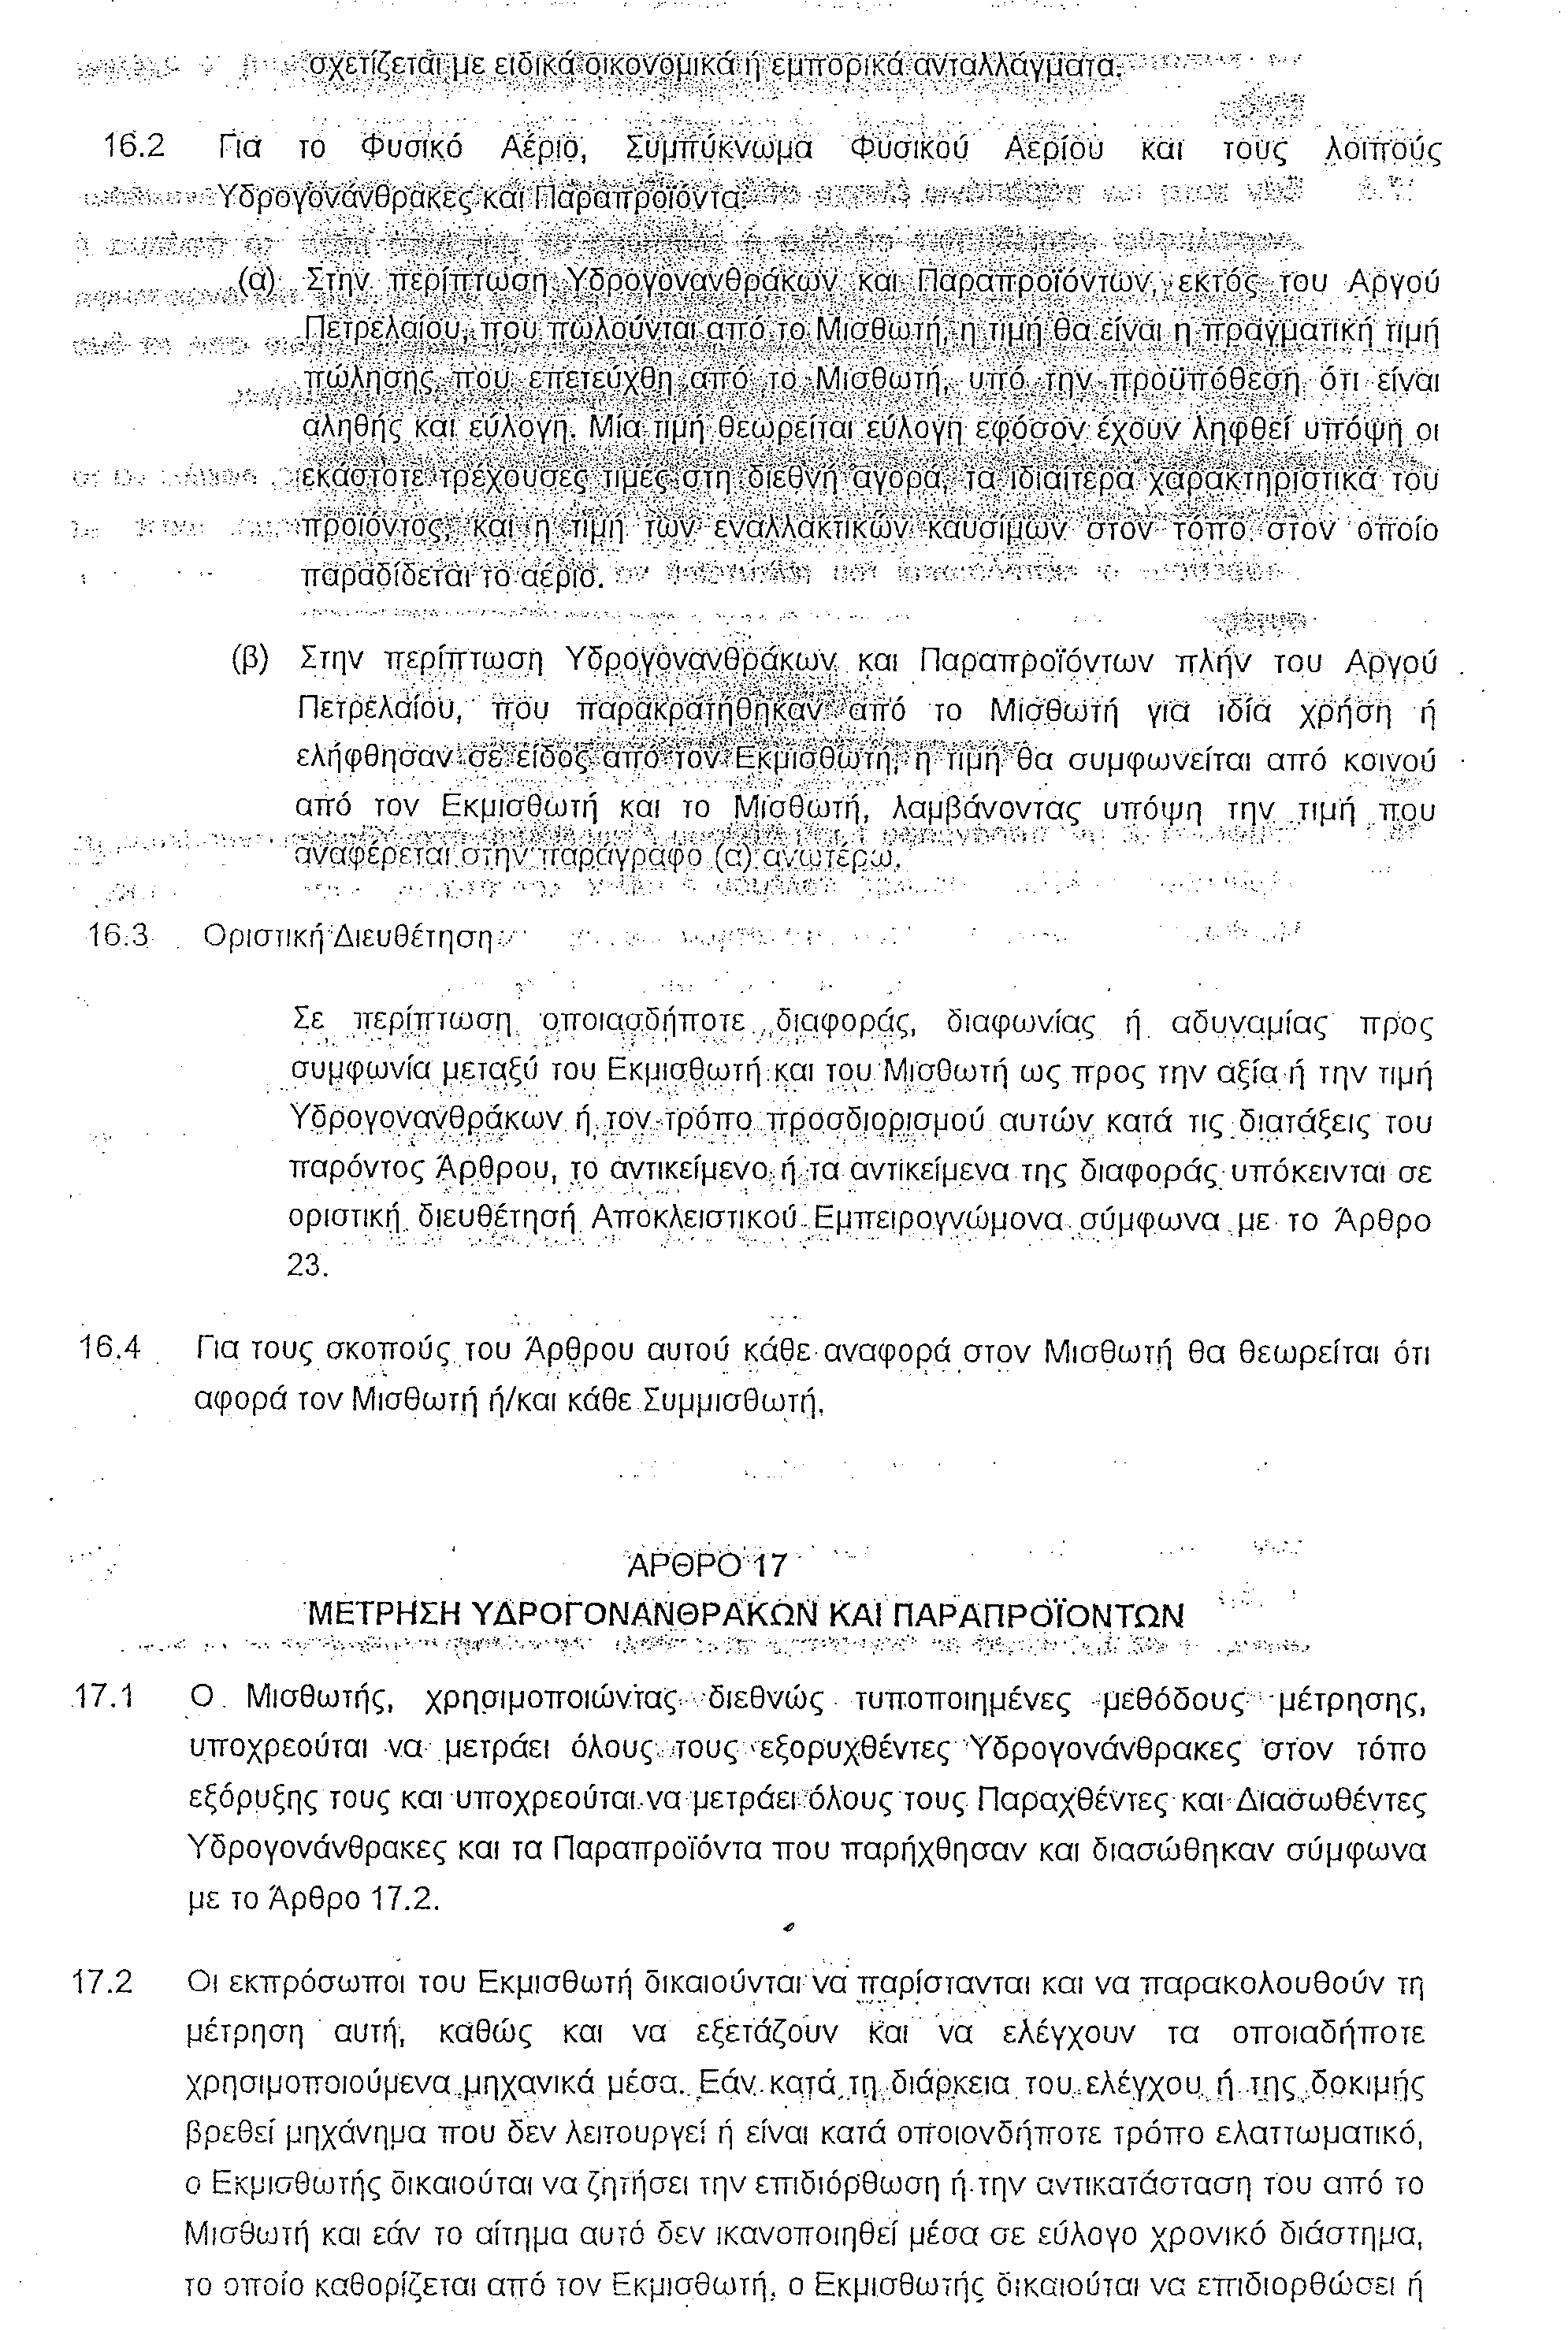 σχετίζεται με ειδικά οικονομικά ή εμπορικά ανταλλάγματα.
16.2 Για το Φυσικό Αέριο, Συμπύκνωμα Φυσικού Αερίου και τους λοιπούς
Υδρογονάνθρακες και Παραπροϊόντα:
(α) Στην περίπτωση Υδρογονανθράκων και Παραπροϊόντων, εκτός του Αργού
Πετρελαίου, που πωλούνται από το Μισθωτή, η τιμή θα είναι η πραγματική τιμή
πώλησης που επετεύχθη από το Μισθωτή, υπό την προϋπόθεση ότι είναι
αληθής και εύλογη. Μία τιμή θεωρείται εύλογη εφόσον έχουν ληφθεί υπόψη οι
εκάστοτε τρέχουσες τιμές στη διεθνή αγορά, τα ιδιαίτερα χαρακτηριστικά του
προϊόντος, και η τιμή των εναλλακτικών καυσίμων στον τόπο στον οποίο
παραδίδεται το αέριο.
(β) Στην περίπτωση Υδρογονανθράκων και Παραπροϊόντων πλήν του Αργού
Πετρελαίου, που παρακρατήθηκαν από το Μισθωτή για ιδία χρήση ή
ελήφθησαν σε είδος από τον Εκμισθωτή, η τιμή θα συμφωνείται από κοινού
από τον Εκμισθωτή και το Μισθωτή, λαμβάνοντας υπόψη την τιμή που
αναφέρεται στην παράγραφο (α) ανωτέρω.
16.3 Οριστική Διευθέτηση
Σε περίπτωση οποιασδήποτε διαφοράς, διαφωνίας ή αδυναμίας προς
συμφωνία μεταξύ του Εκμισθωτή και του Μισθωτή ως προς την αξία ή την τιμή
Υδρογονανθράκων ή τον τρόπο προσδιορισμού αυτών κατά τις διατάξεις του
παρόντος Άρθρου, το αντικείμενο ή τα αντικείμενα της διαφοράς υπόκεινται σε
οριστική διευθέτησή Αποκλειστικού Εμπειρογνώμονα σύμφωνα με το Άρθρο
23.
16.4 Για τους σκοπούς του Άρθρου αυτού κάθε αναφορά στον Μισθωτή θα θεωρείται ότι
αφορά τον Μισθωτή ή/και κάθε Συμμισθωτή.
ΑΡΘΡΟ 17
ΜΕΤΡΗΣΗ ΥΔΡΟΓΟΝΑΝΘΡΑΚΩΝ ΚΑΙ ΠΑΡΑΠΡΟΪΟΝΤΩΝ
17.1 Ο Μισθωτής, χρησιμοποιώντας διεθνώς τυποποιημένες μεθόδους μέτρησης,
υποχρεούται να μετράει όλους τους εξορυχθέντες Υδρογονάνθρακες στον τόπο
εξόρυξης τους και υποχρεούται να μετράει όλους τους Παραχθέντες και Διασωθέντες
Υδρογονάνθρακες και τα Παραπροϊόντα που παρήχθησαν και διασώθηκαν σύμφωνα
με το Άρθρο 17.2.
17.2 Οι εκπρόσωποι του Εκμισθωτή δικαιούνται να παρίστανται και να παρακολουθούν τη
μέτρηση αυτή, καθώς και να εξετάζουν και να ελέγχουν τα οποιαδήποτε
χρησιμοποιούμενα μηχανικά μέσα. Εάν κατά τη διάρκεια του ελέγχου ή της δοκιμής
βρεθεί μηχάνημα που δεν λειτουργεί ή είναι κατά οποιονδήποτε τρόπο ελαττωματικό,
ο Εκμισθωτής δικαιούται να ζητήσει την επιδιόρθωση ή την αντικατάσταση του από το
Μισθωτή και εάν το αίτημα αυτό δεν ικανοποιηθεί μέσα σε εύλογο χρονικό διάστημα,
το οποίο καθορίζεται από τον Εκμισθωτή, ο Εκμισθωτής δικαιούται να επιδιορθώσει ή